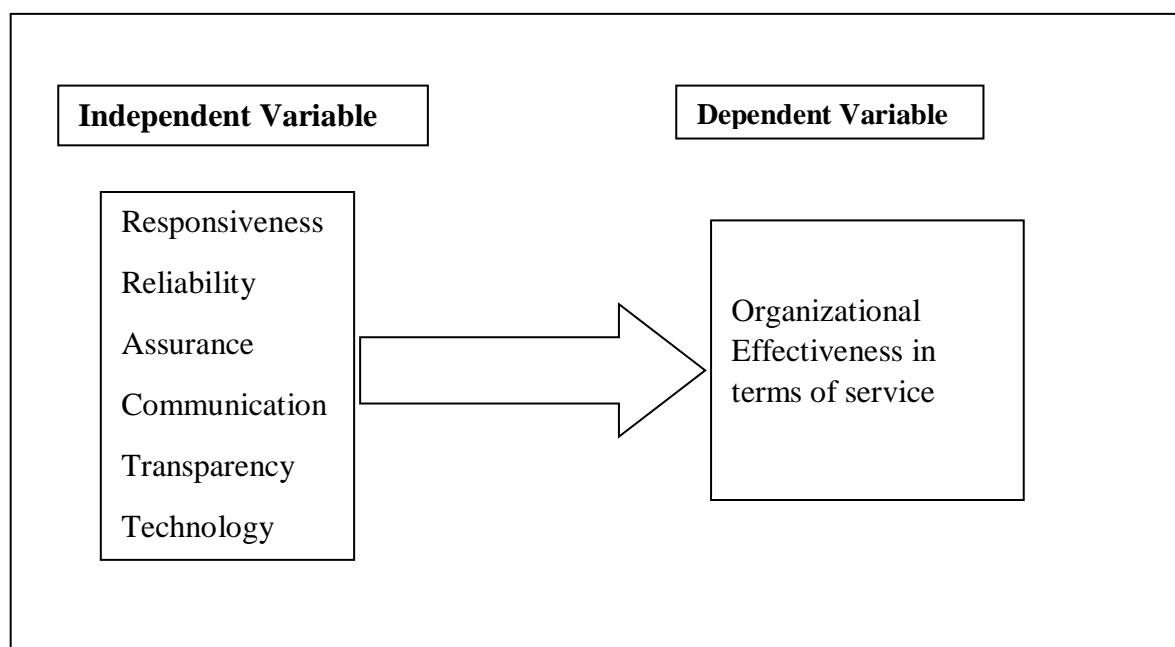 Independent Variable
Dependent Variable
Responsiveness
Reliability
Assurance
Communication
Transparency
Technology
Organizational
Effectiveness in
terms of service